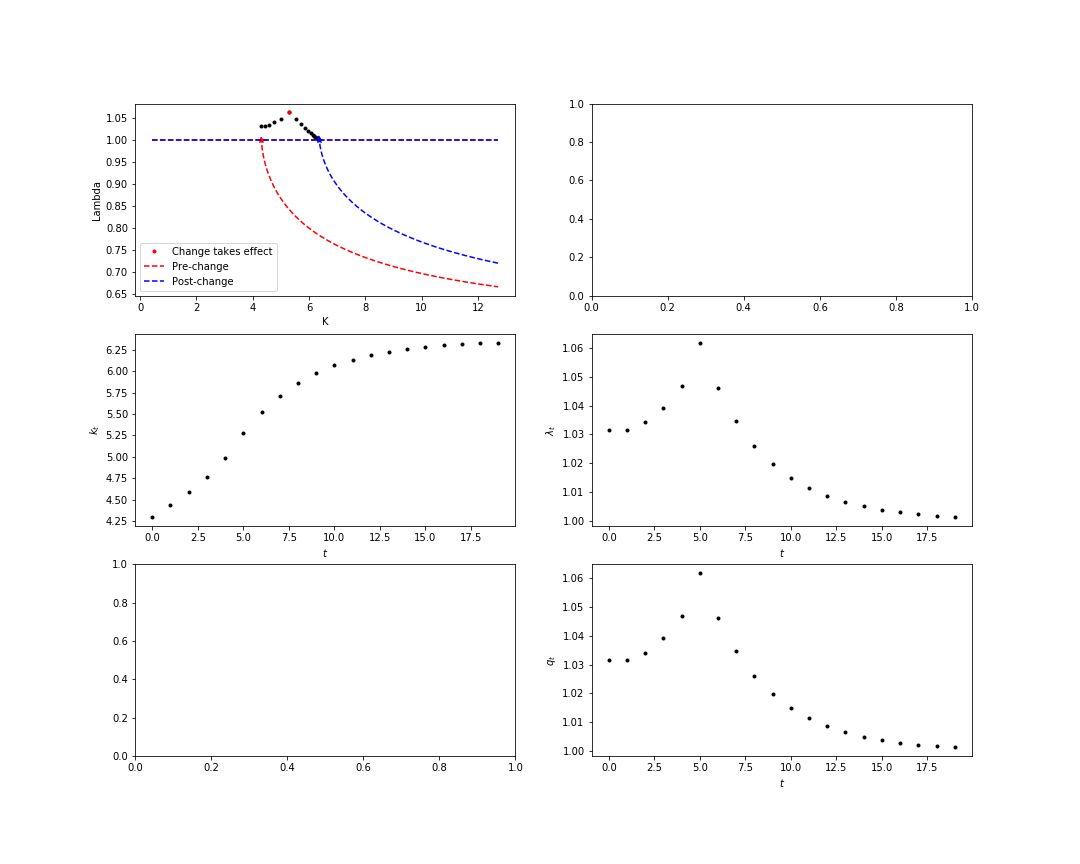 1.05
1.00
0.95
0.90
0.85
0.80
0.75
0.70
0.65
Lambda
Change takes effect
Pre-change
Post-change
0 2 4 6 8 10 12
K
1.0
0.8
0.6
0.4
0.2
0.0
0.0 0.2 0.4 0.6 0.8 1.0
6.25
6.00
5.75
5.50
5.25
5.00
4.75
4.50
4.25
k_t
0.0 2.5 5.0 7.5 10.0 12.5 15.0 17.5
t
1.06
1.05
1.04
1.03
1.02
1.01
1.00
λ_t
0.0 2.5 5.0 7.5 10.0 12.5 15.0 17.5
t
1.0
0.8
0.6
0.4
0.2
0.0
0.0 0.2 0.4 0.6 0.8 1.0
1.06
1.05
1.04
1.03
1.02
1.01
1.00
q_t
0.0 2.5 5.0 7.5 10.0 12.5 15.0 17.5
t